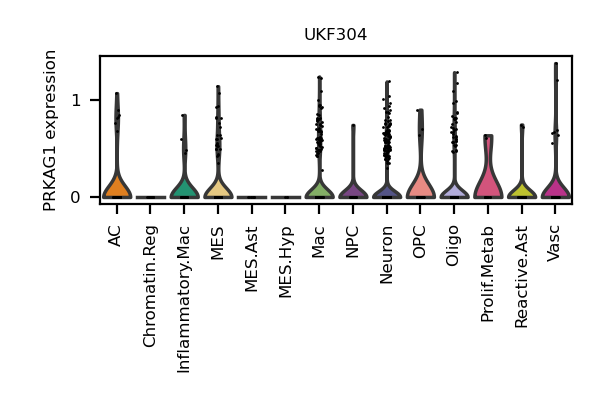 UKF304
PRKAG1 expression
1
0
AC
Chromatin.Reg
Inflammatory.Mac
MES
MES.Ast
MES.Hyp
Mac
NPC
Neuron
OPC
Oligo
Prolif.Metab
Reactive.Ast
Vasc